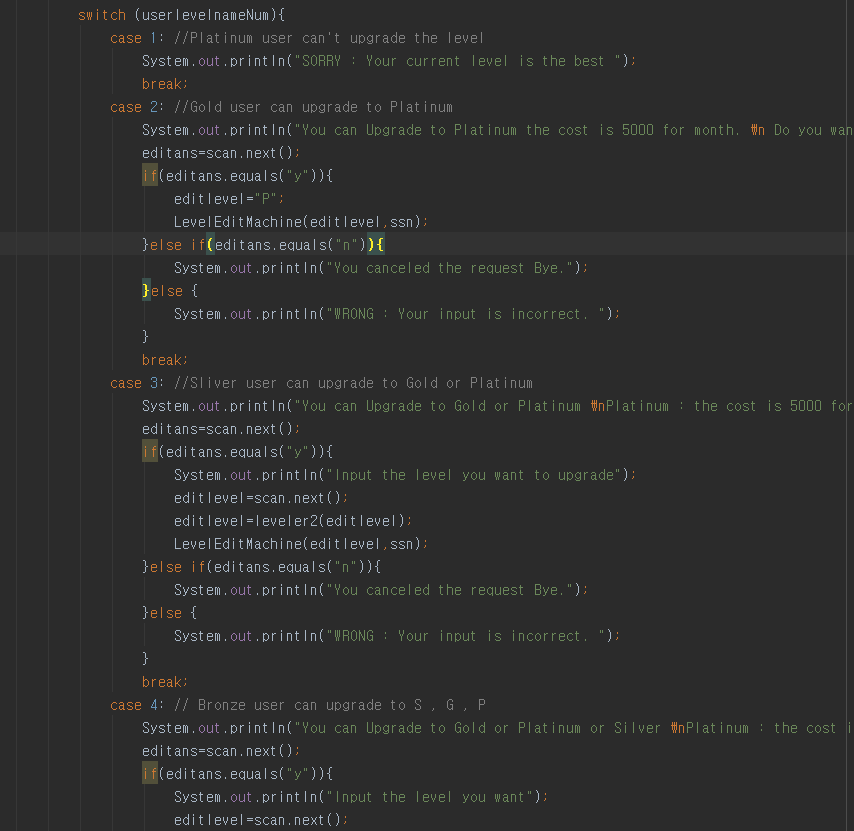 switch (userlevelnameNum){
case 1: //Platinum user can't upgrade the level
System.out.println("SORRY : Your current level is the best ");
break;
case 2: //Gold user can upgrade to Platinum
System.out.println("You can Upgrade to Platinum the cost is 5000 for month. ₩n Do you wan
editans=scan.next();
if(editans.equals("y")){
editlevel="P";
LevelEditMachine(editlevel,ssn);
}else if(editans.equals("n")){
System.out.println("You canceled the request Bye.");
}else {
System.out.println("WRONG : Your input is incorrect. ");
}
break;
case 3: //Sliver user can upgrade to Gold or Platinum
System.out.println("You can Upgrade to Gold or Platinum ₩nPlatinum : the cost is 5000 for
editans=scan.next();
if(editans.equals("y")){
System.out.println("Input the level you want to upgrade");
editlevel=scan.next();
editlevel=leveler2(editlevel);
LevelEditMachine(editlevel,ssn);
}else if(editans.equals("n")){
System.out.println("You canceled the request Bye.");
}else {
System.out.println("WRONG : Your input is incorrect. ");
}
break;
case 4: // Bronze user can upgrade to S , G , P
System.out.println("You can Upgrade to Gold or Platinum or Silver ₩nPlatinum : the cost i
editans=scan.next();
if(editans.equals("y")){
System.out.println("Input the level you want");
editlevel=scan.next();